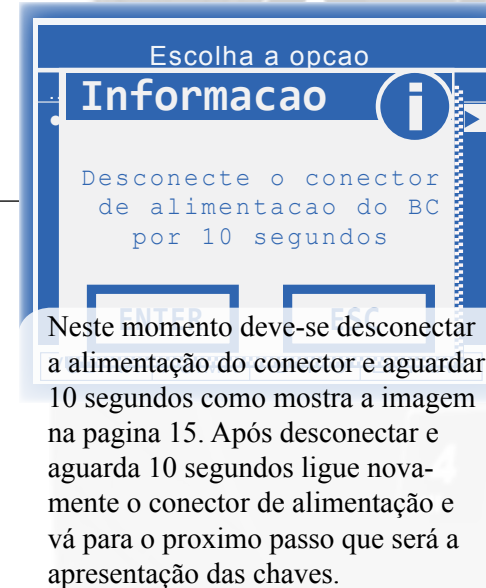 Escolha a opcao
Informacao
i
Desconecte o conector
de alimentacao do BC
por 10 segundos
ENTER
ESC
Neste momento deve-se desconectar
a alimentação do conector e aguardar
10 segundos como mostra a imagem
na pagina 15. Após desconectar e
aguarda 10 segundos ligue nova-
mente o conector de alimentação e
vá para o proximo passo que será a
apresentação das chaves.